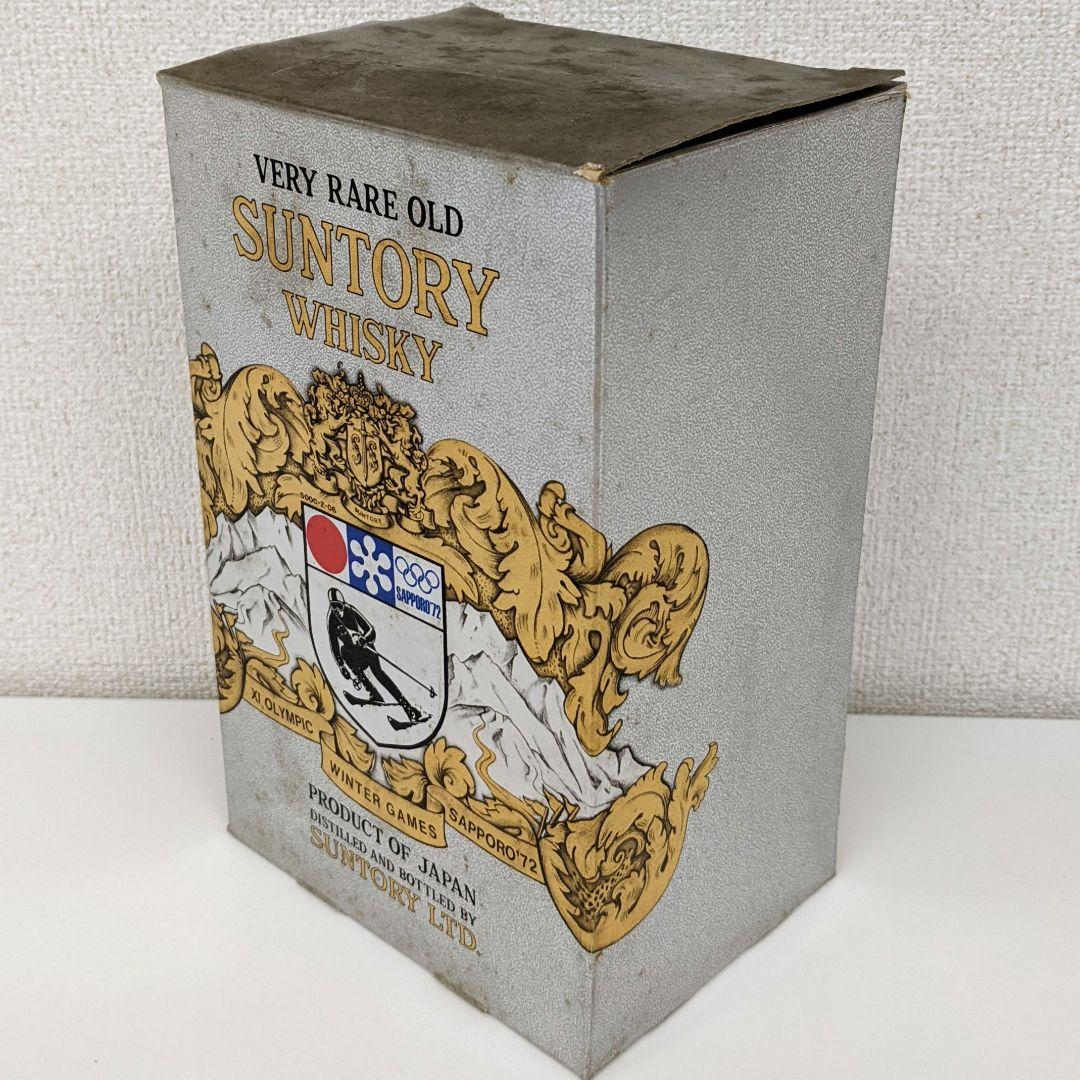 VERY RARE OLD
SUNTORY
WHISKY
SUNTORY
SAPPORO'72
XI, OLYMPIC
WINTER GAMES
SAPPORO'72
PRODUCT OF JAPAN
DISTILLED AND BOTTLED BY
SUNTORY LTD.